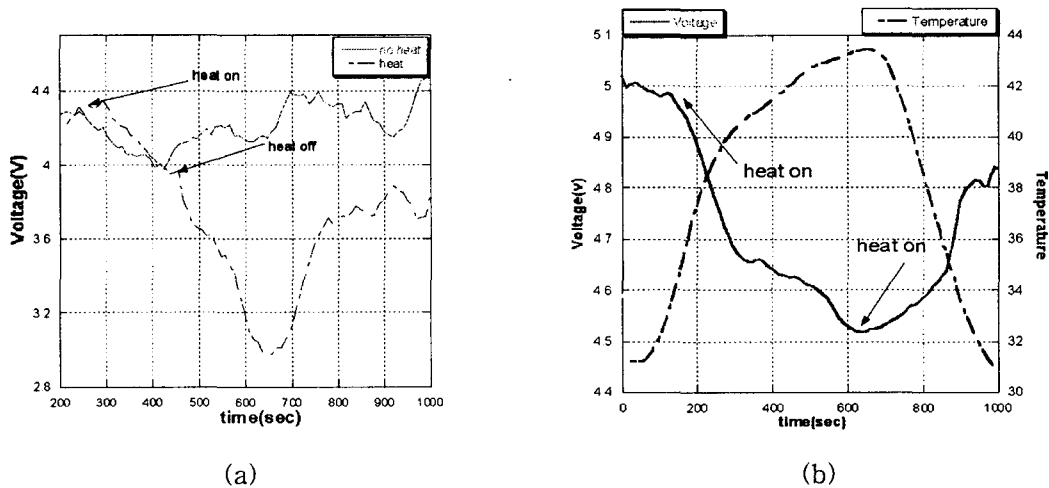 no heat
heat
heat on
heat off
Voltage(V)
4.4
4
3.6
3.2
2.8
200 300 400 500 600 700 800 900 1000
time(sec)
(a)
Voltage
Temperature
heat on
heat on
Voltage(v)
5.1
5
4.9
4.8
4.7
4.6
4.5
4.4
Temperature
44
42
40
38
36
34
32
30
0 200 400 600 800 1000
time(sec)
(b)